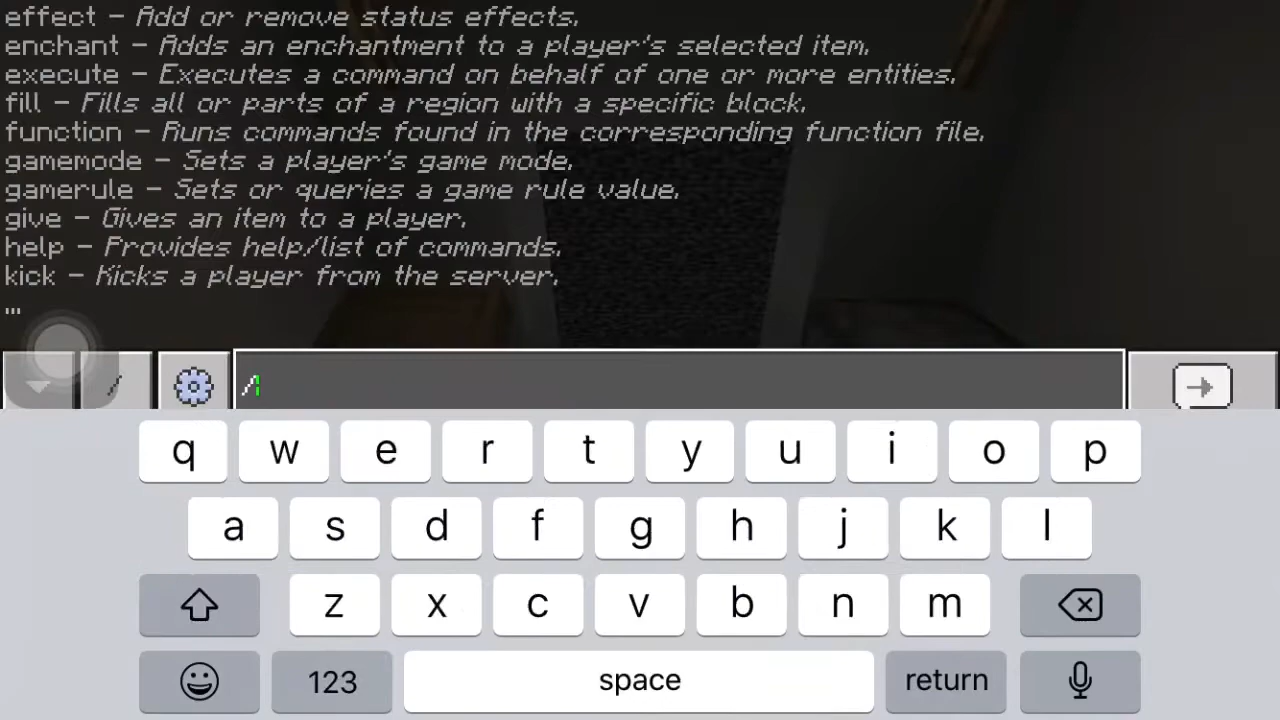 effect – Add or remove status effects.
enchant – Adds an enchantment to a player's selected item.
execute – Executes a command on behalf of one or more entities.
fill – Fills all or parts of a region with a specific block.
function – Runs commands found in the corresponding function file.
gamemode – Sets a player's game mode.
gamerule – Sets or queries a game rule value.
give – Gives an item to a player.
help – Provides help/list of commands.
kick – Kicks a player from the server.
...
/ /
q w e r t y u i o p
a s d f g h j k l
z x c v b n m
123 space return